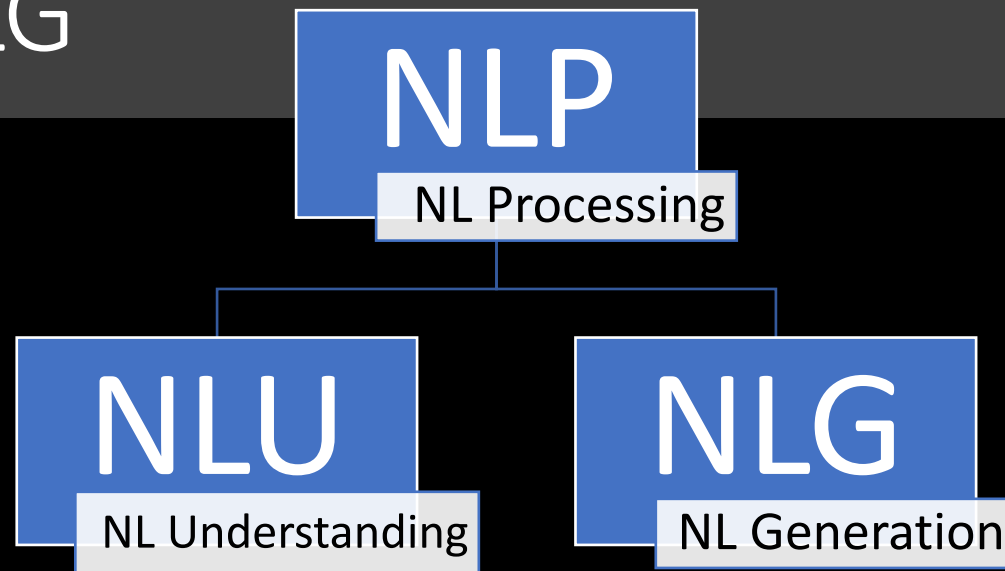 G
NLP
NL Processing
NLU
NL Understanding
NLG
NL Generation